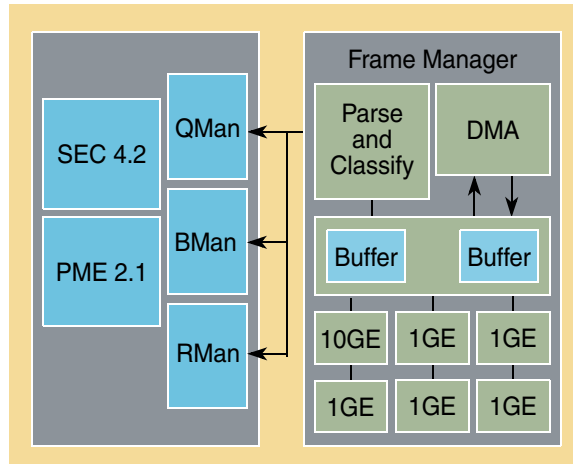 SEC 4.2
PME 2.1
QMan
BMan
RMan
Frame Manager
Parse
and
Classify
DMA
Buffer
Buffer
10GE
1GE
1GE
1GE
1GE
1GE